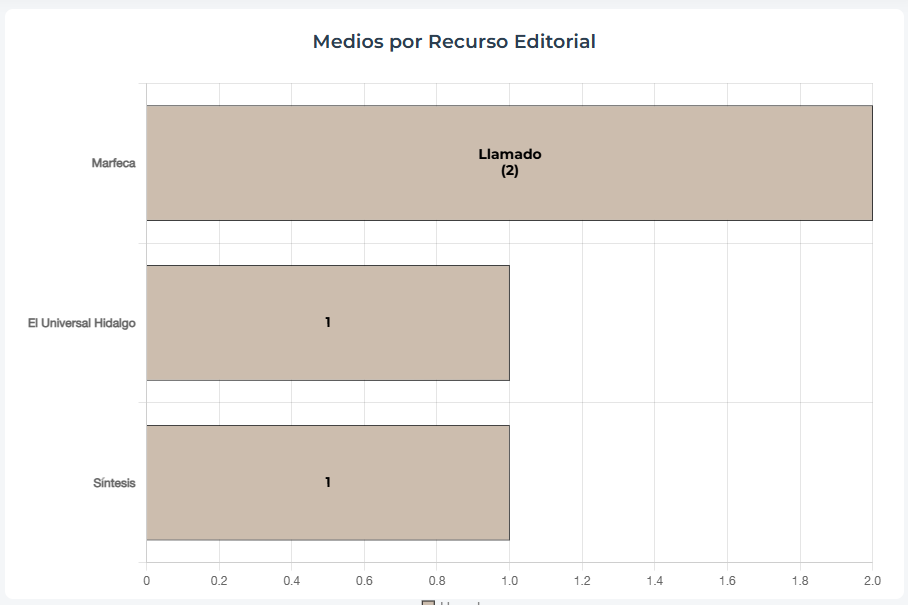 Medios por Recurso Editorial
Marfeca
Llamado
(2)
El Universal Hidalgo
1
Síntesis
1
0 0.2 0.4 0.6 0.8 1.0 1.2 1.4 1.6 1.8 2.0